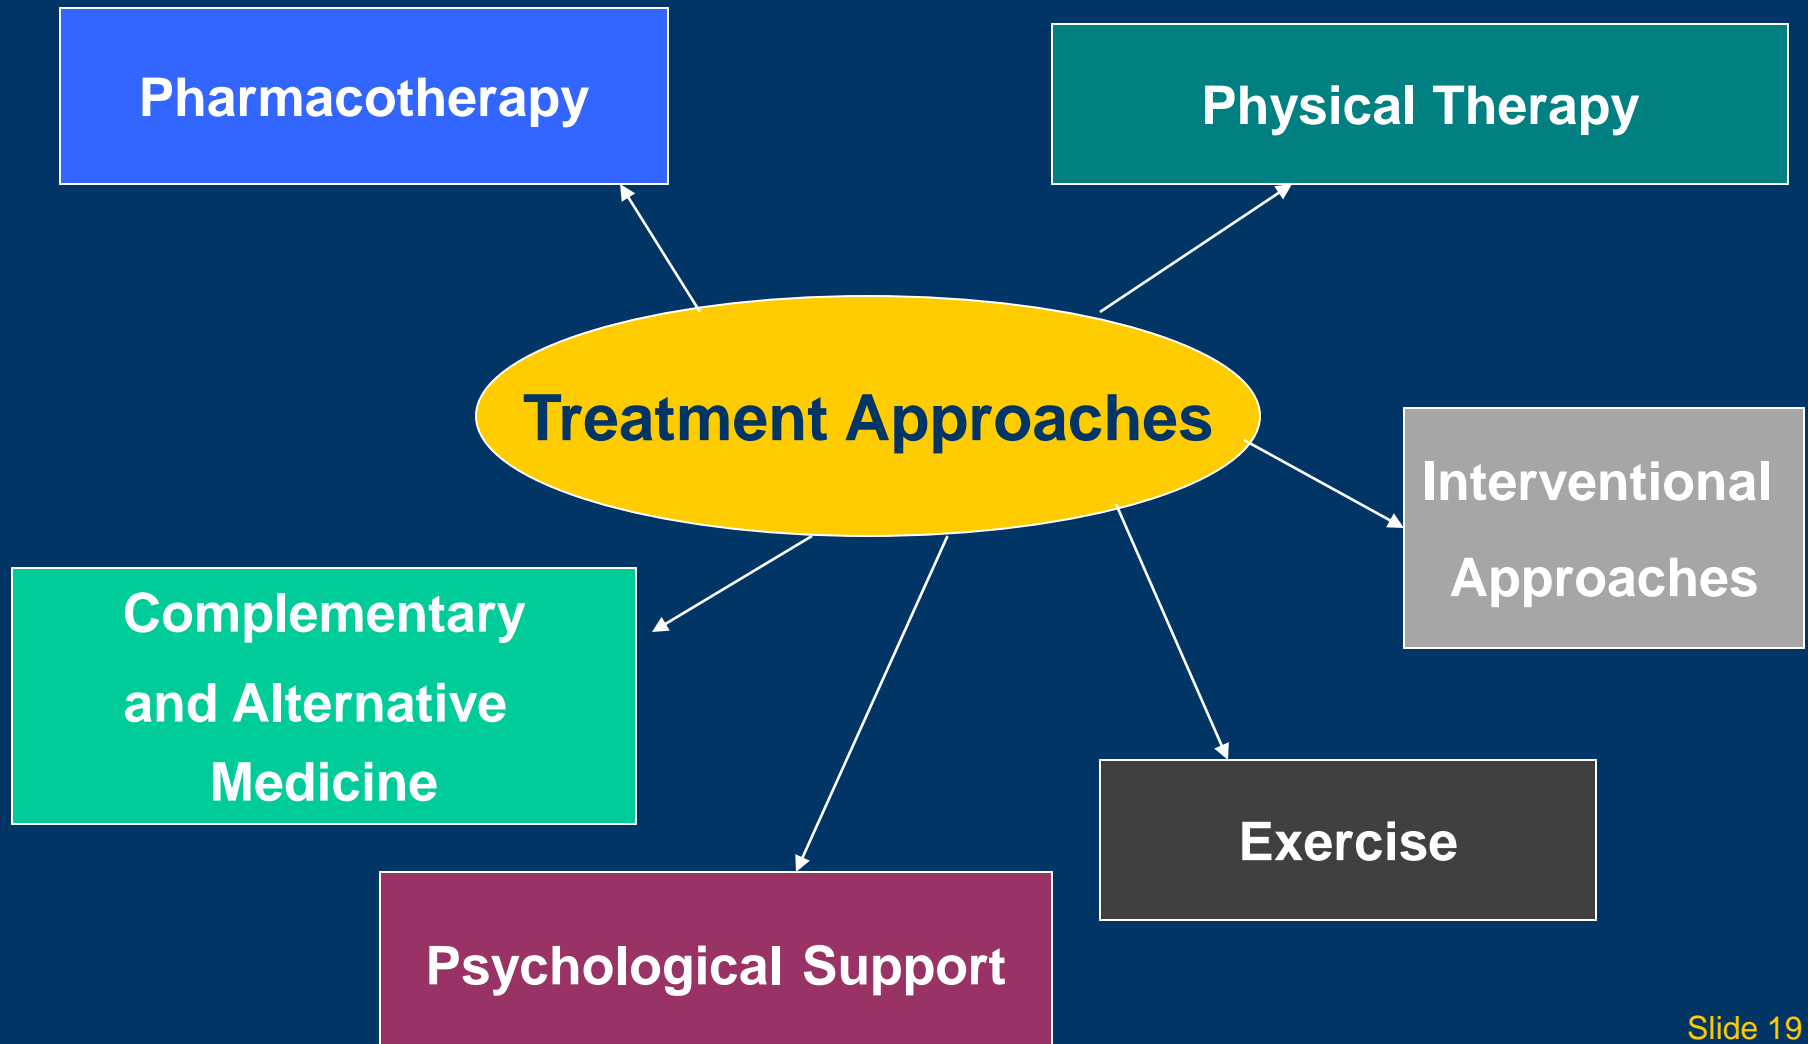 Pharmacotherapy
Physical Therapy
Treatment Approaches
Interventional
Approaches
Complementary
and Alternative
Medicine
Exercise
Psychological Support
Slide 19